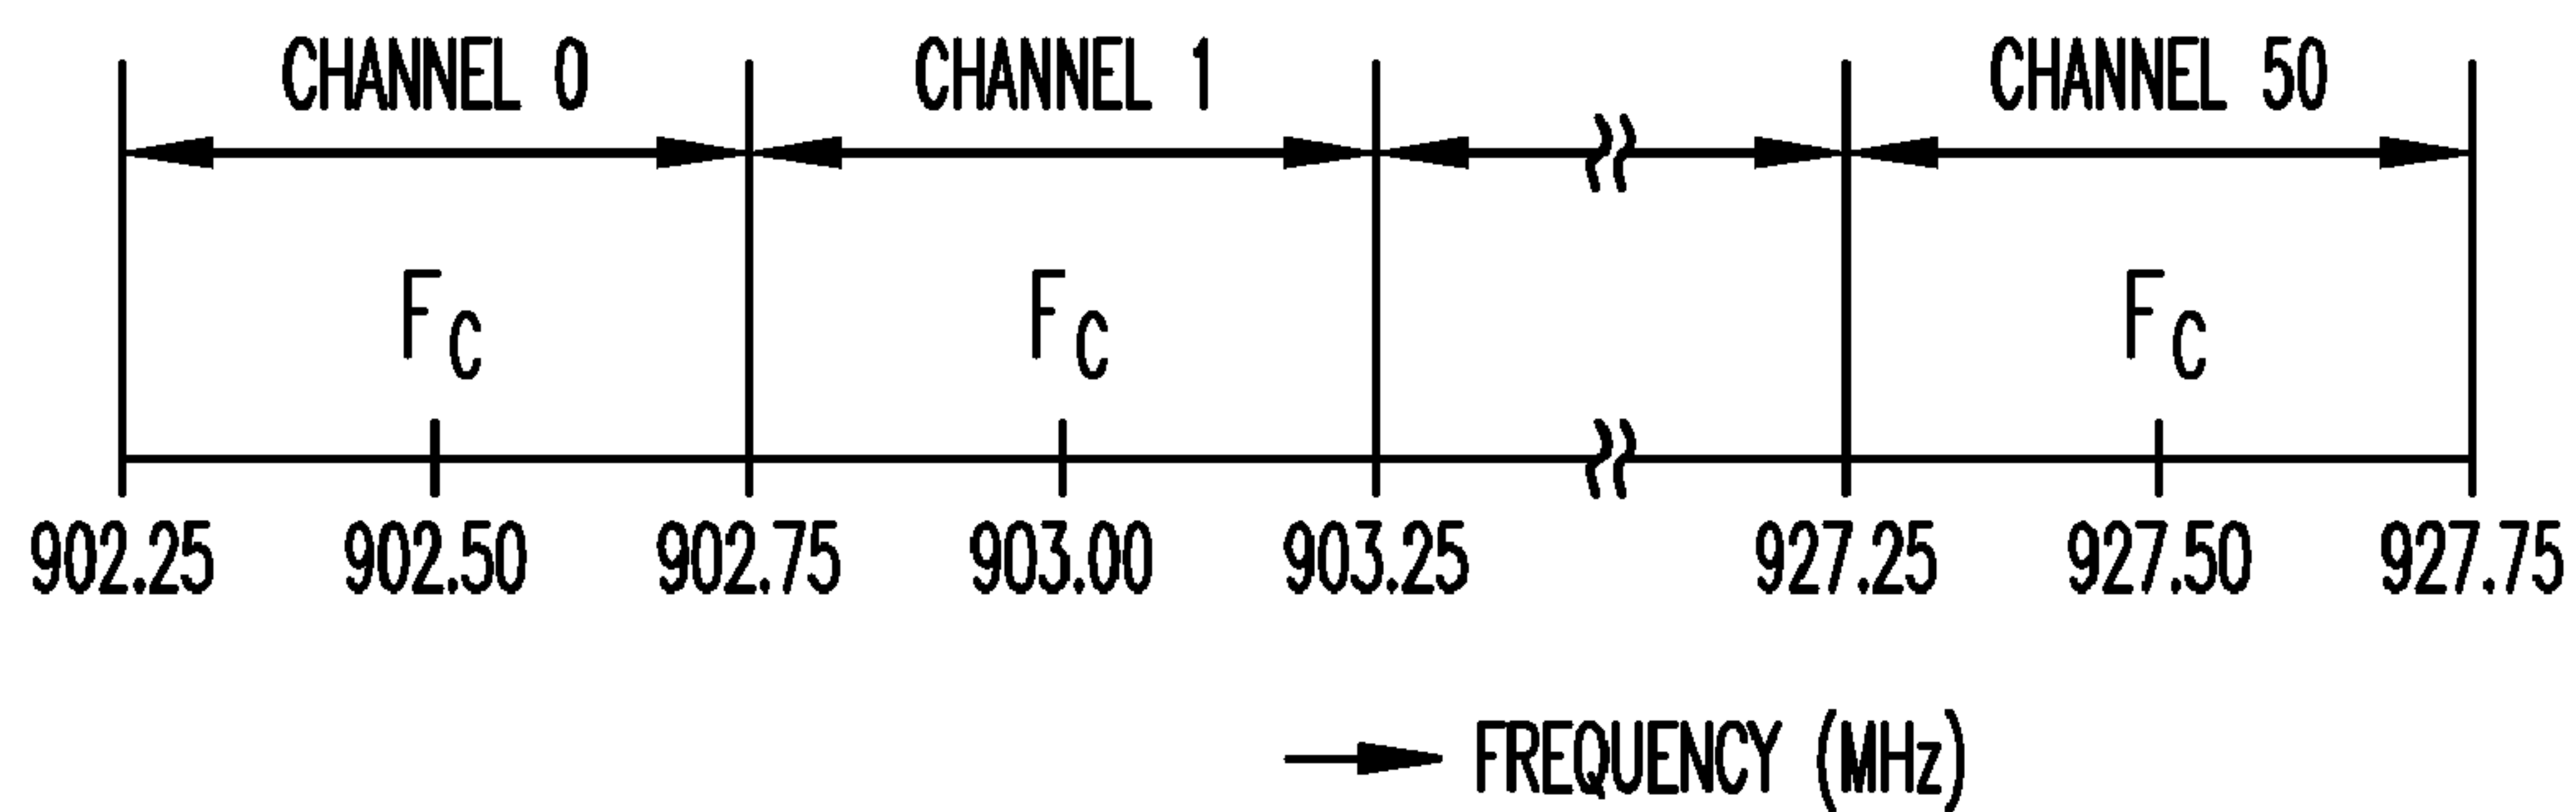 CHANNEL 0 CHANNEL 1 CHANNEL 50
FC FC FC
902.25 902.50 902.75 903.00 903.25 927.25 927.50 927.75
FREQUENCY (MHz)